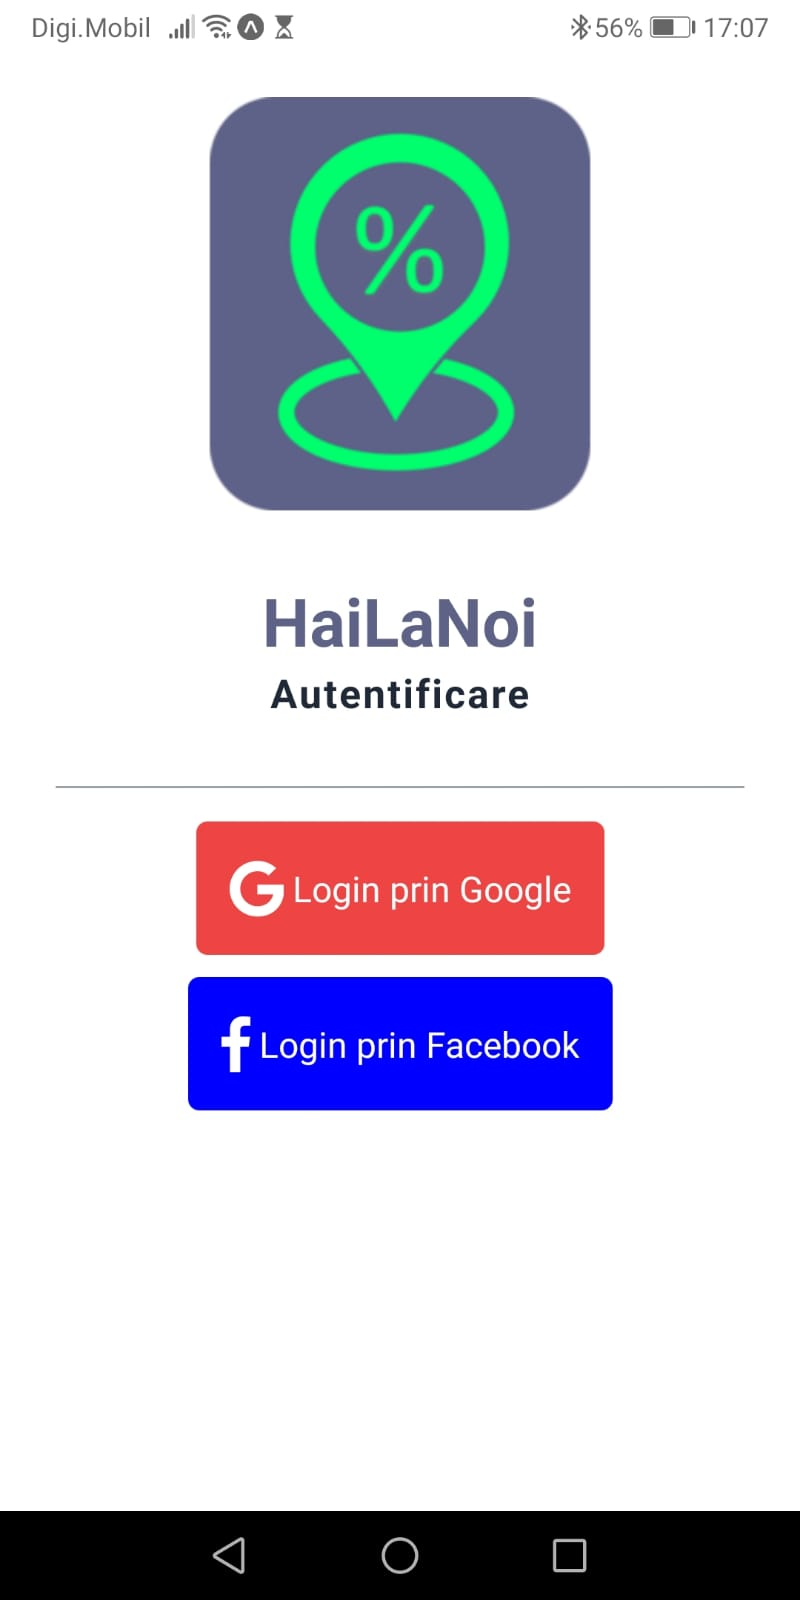 Digi.Mobil 56% 17:07
%
HaiLaNoi
Autentificare
Login prin Google
Login prin Facebook